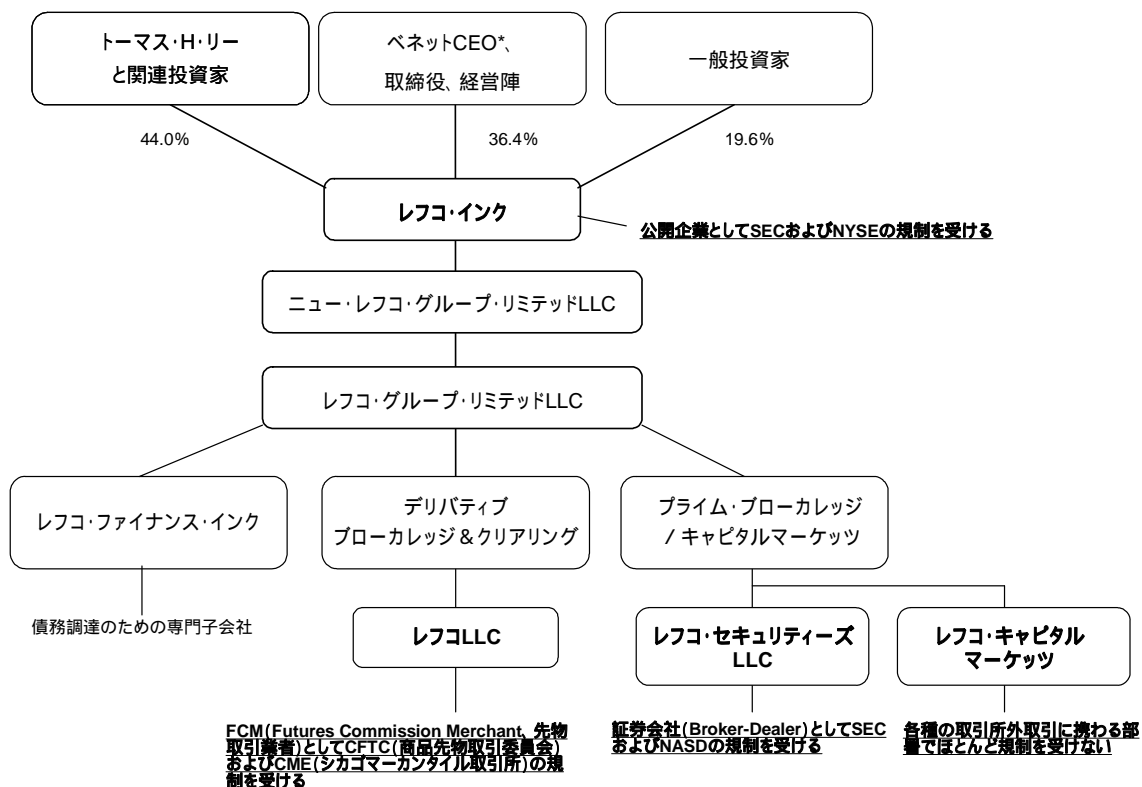 トーマス・H・リー
と関連投資家
ベネットCEO*、
取締役、経営陣
一般投資家
44.0%
36.4%
19.6%
レフコ・インク
公開企業としてSECおよびNYSEの規制を受ける
ニュー・レフコ・グループ・リミテッドLLC
レフコ・グループ・リミテッドLLC
レフコ・ファイナンス・インク
デリバティブ
ブローカレッジ&クリアリング
プライム・ブローカレッジ
/キャピタルマーケッツ
債務調達のための専門子会社
レフコLLC
レフコ・セキュリティーズ
LLC
レフコ・キャピタル
マーケッツ
FCM(Futures Commission Merchant、先物
取引業者)としてCFTC(商品先物取引委員会)
およびCME(シカゴマーカンタイル取引所)の規
制を受ける
証券会社(Broker-Dealer)としてSEC
およびNASDの規制を受ける
各種の取引所外取引に携わる部
署でほとんど規制を受けない